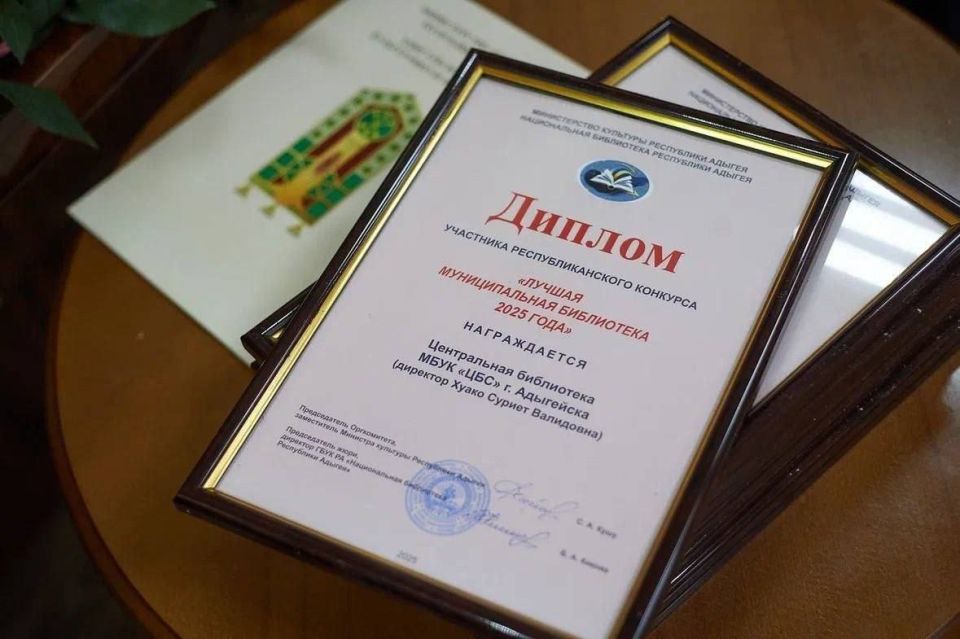 МИНИСТЕРСТВО КУЛЬТУРЫ РЕСПУБЛИКИ АДЫГЕЯ
НАЦИОНАЛЬНАЯ БИБЛИОТЕКА РЕСПУБЛИКИ АДЫГЕЯ
Диплом
УЧАСТНИКА РЕСПУБЛИКАНСКОГО КОНКУРСА
«ЛУЧШАЯ
МУНИЦИПАЛЬНАЯ БИБЛИОТЕКА
2025 ГОДА»
НАГРАЖДАЕТСЯ
Центральная библиотека
МБУК «ЦБС» г. Адыгейска
(директор Хуако Суриет Валидовна)
Председатель Оргкомитета,
заместитель Министра культуры Республики Адыгея
Председатель жюри,
директор ГБУК РА «Национальная библиотека
Республики Адыгея»
С. А.
Б. А.
2025
МИНИСТЕРСТВО
НАЦИОНАЛЬНАЯ